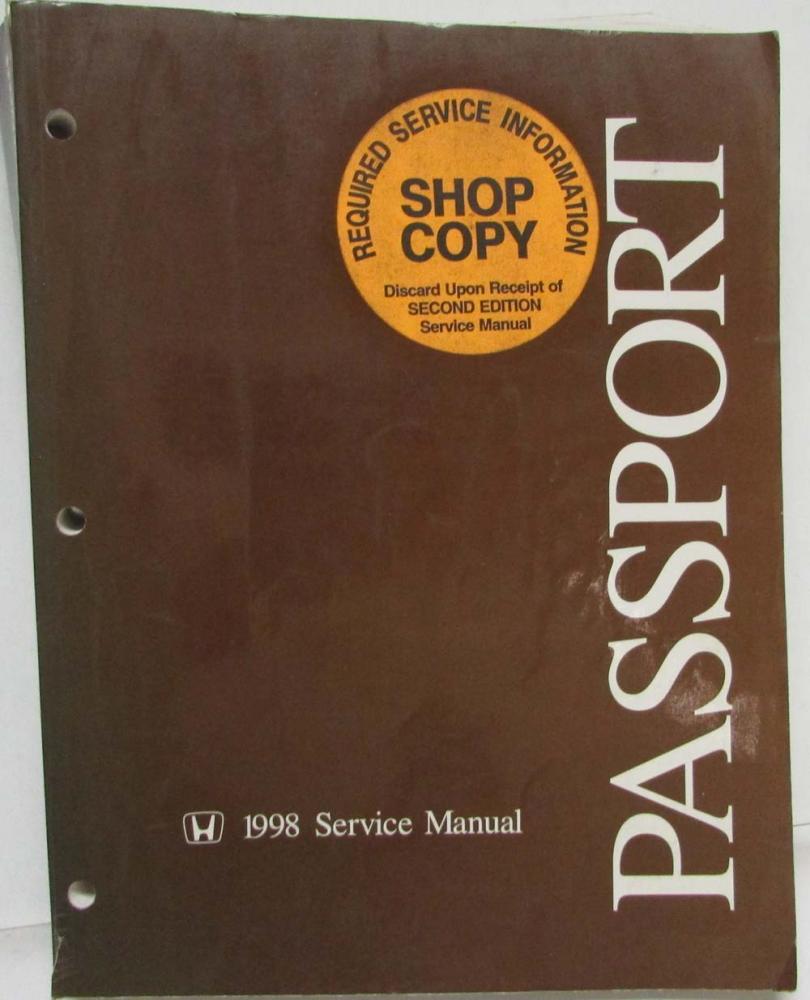 REQUIRED SERVICE INFORMATION
SHOP
COPY
Discard Upon Receipt of
SECOND EDITION
Service Manual
PASSPORT
1998 Service Manual